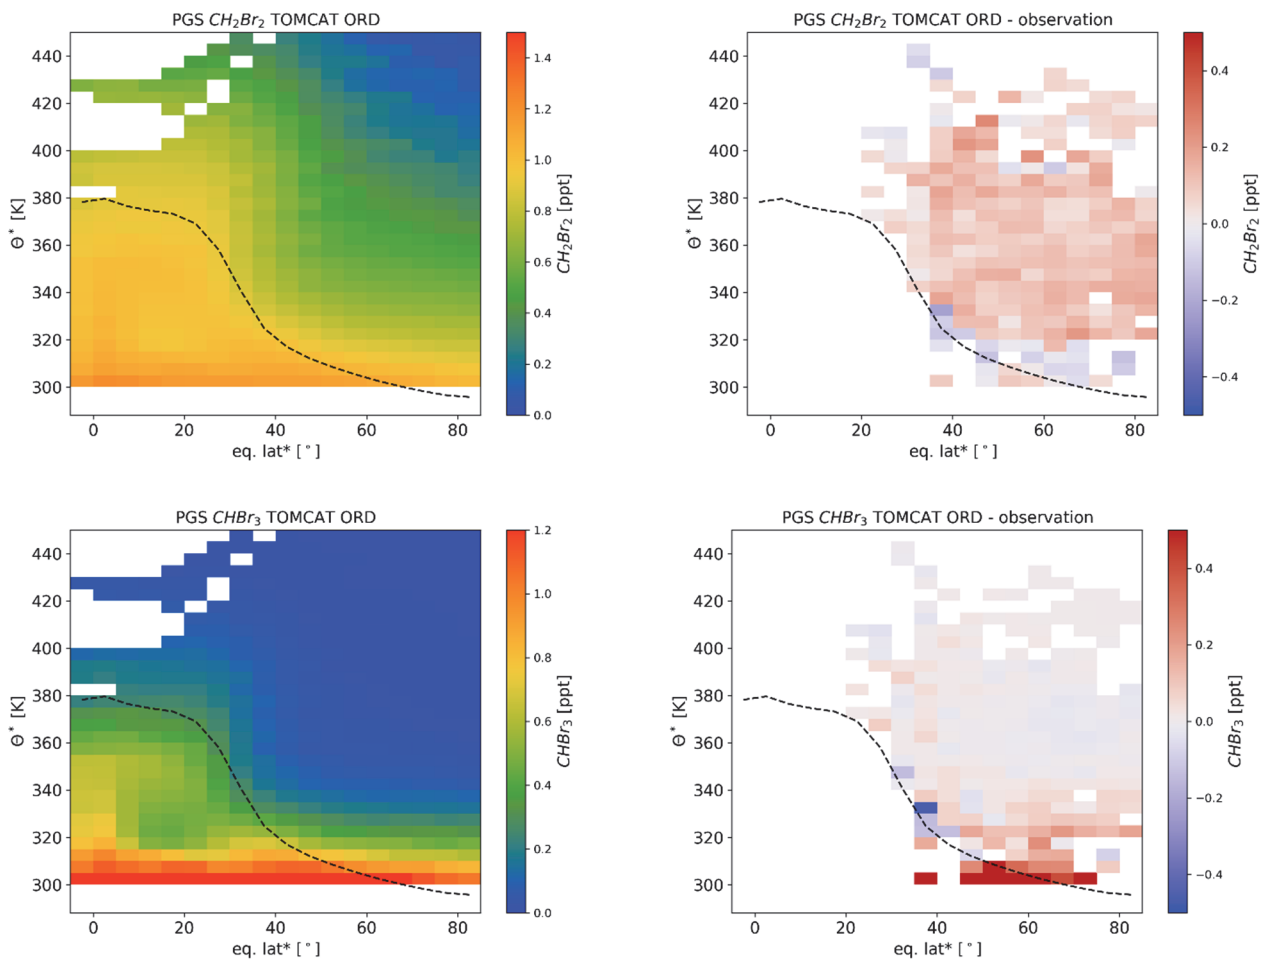 PGS CH₂Br₂ TOMCAT ORD
440
420
400
380
360
340
320
300
Θ* [K]
0 20 40 60 80
eq. lat* [°]
1.4
1.2
1.0
0.8
0.6
0.4
0.2
0.0
CH₂Br₂ [ppt]
PGS CH₂Br₂ TOMCAT ORD - observation
440
420
400
380
360
340
320
300
Θ* [K]
0 20 40 60 80
eq. lat* [°]
0.4
0.2
0.0
−0.2
−0.4
CH₂Br₂ [ppt]
PGS CHBr₃ TOMCAT ORD
440
420
400
380
360
340
320
300
Θ* [K]
0 20 40 60 80
eq. lat* [°]
1.2
1.0
0.8
0.6
0.4
0.2
0.0
CHBr₃ [ppt]
PGS CHBr₃ TOMCAT ORD - observation
440
420
400
380
360
340
320
300
Θ* [K]
0 20 40 60 80
eq. lat* [°]
0.4
0.2
0.0
−0.2
−0.4
CHBr₃ [ppt]